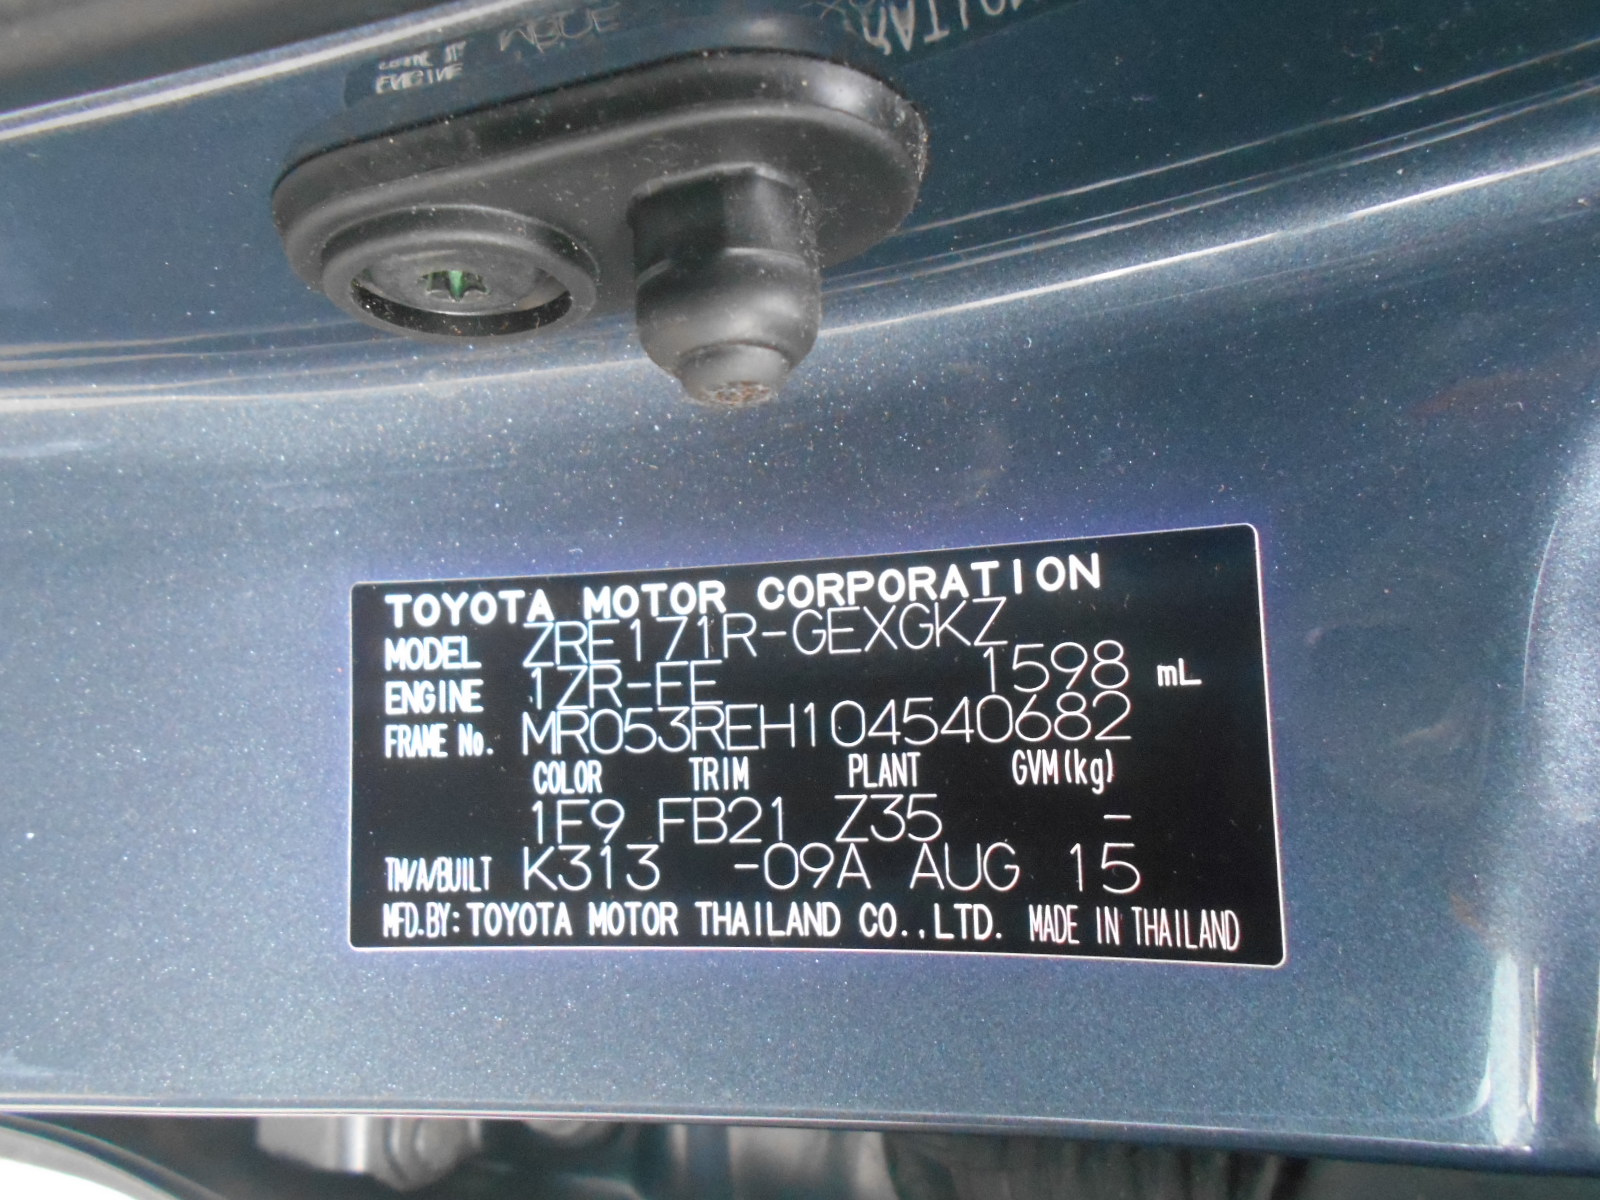 TOYOTA MOTOR CORPORATION
MODEL ZRE171R-GEXGKZ
ENGINE 1ZR-FE 1598 mL
FRAME No. MR053REH104540682
COLOR TRIM PLANT GVM(kg)
1F9 FB21 Z35 -
TM/A/BUILT K313 -09A AUG 15
MFD.BY: TOYOTA MOTOR THAILAND CO.,LTD. MADE IN THAILAND